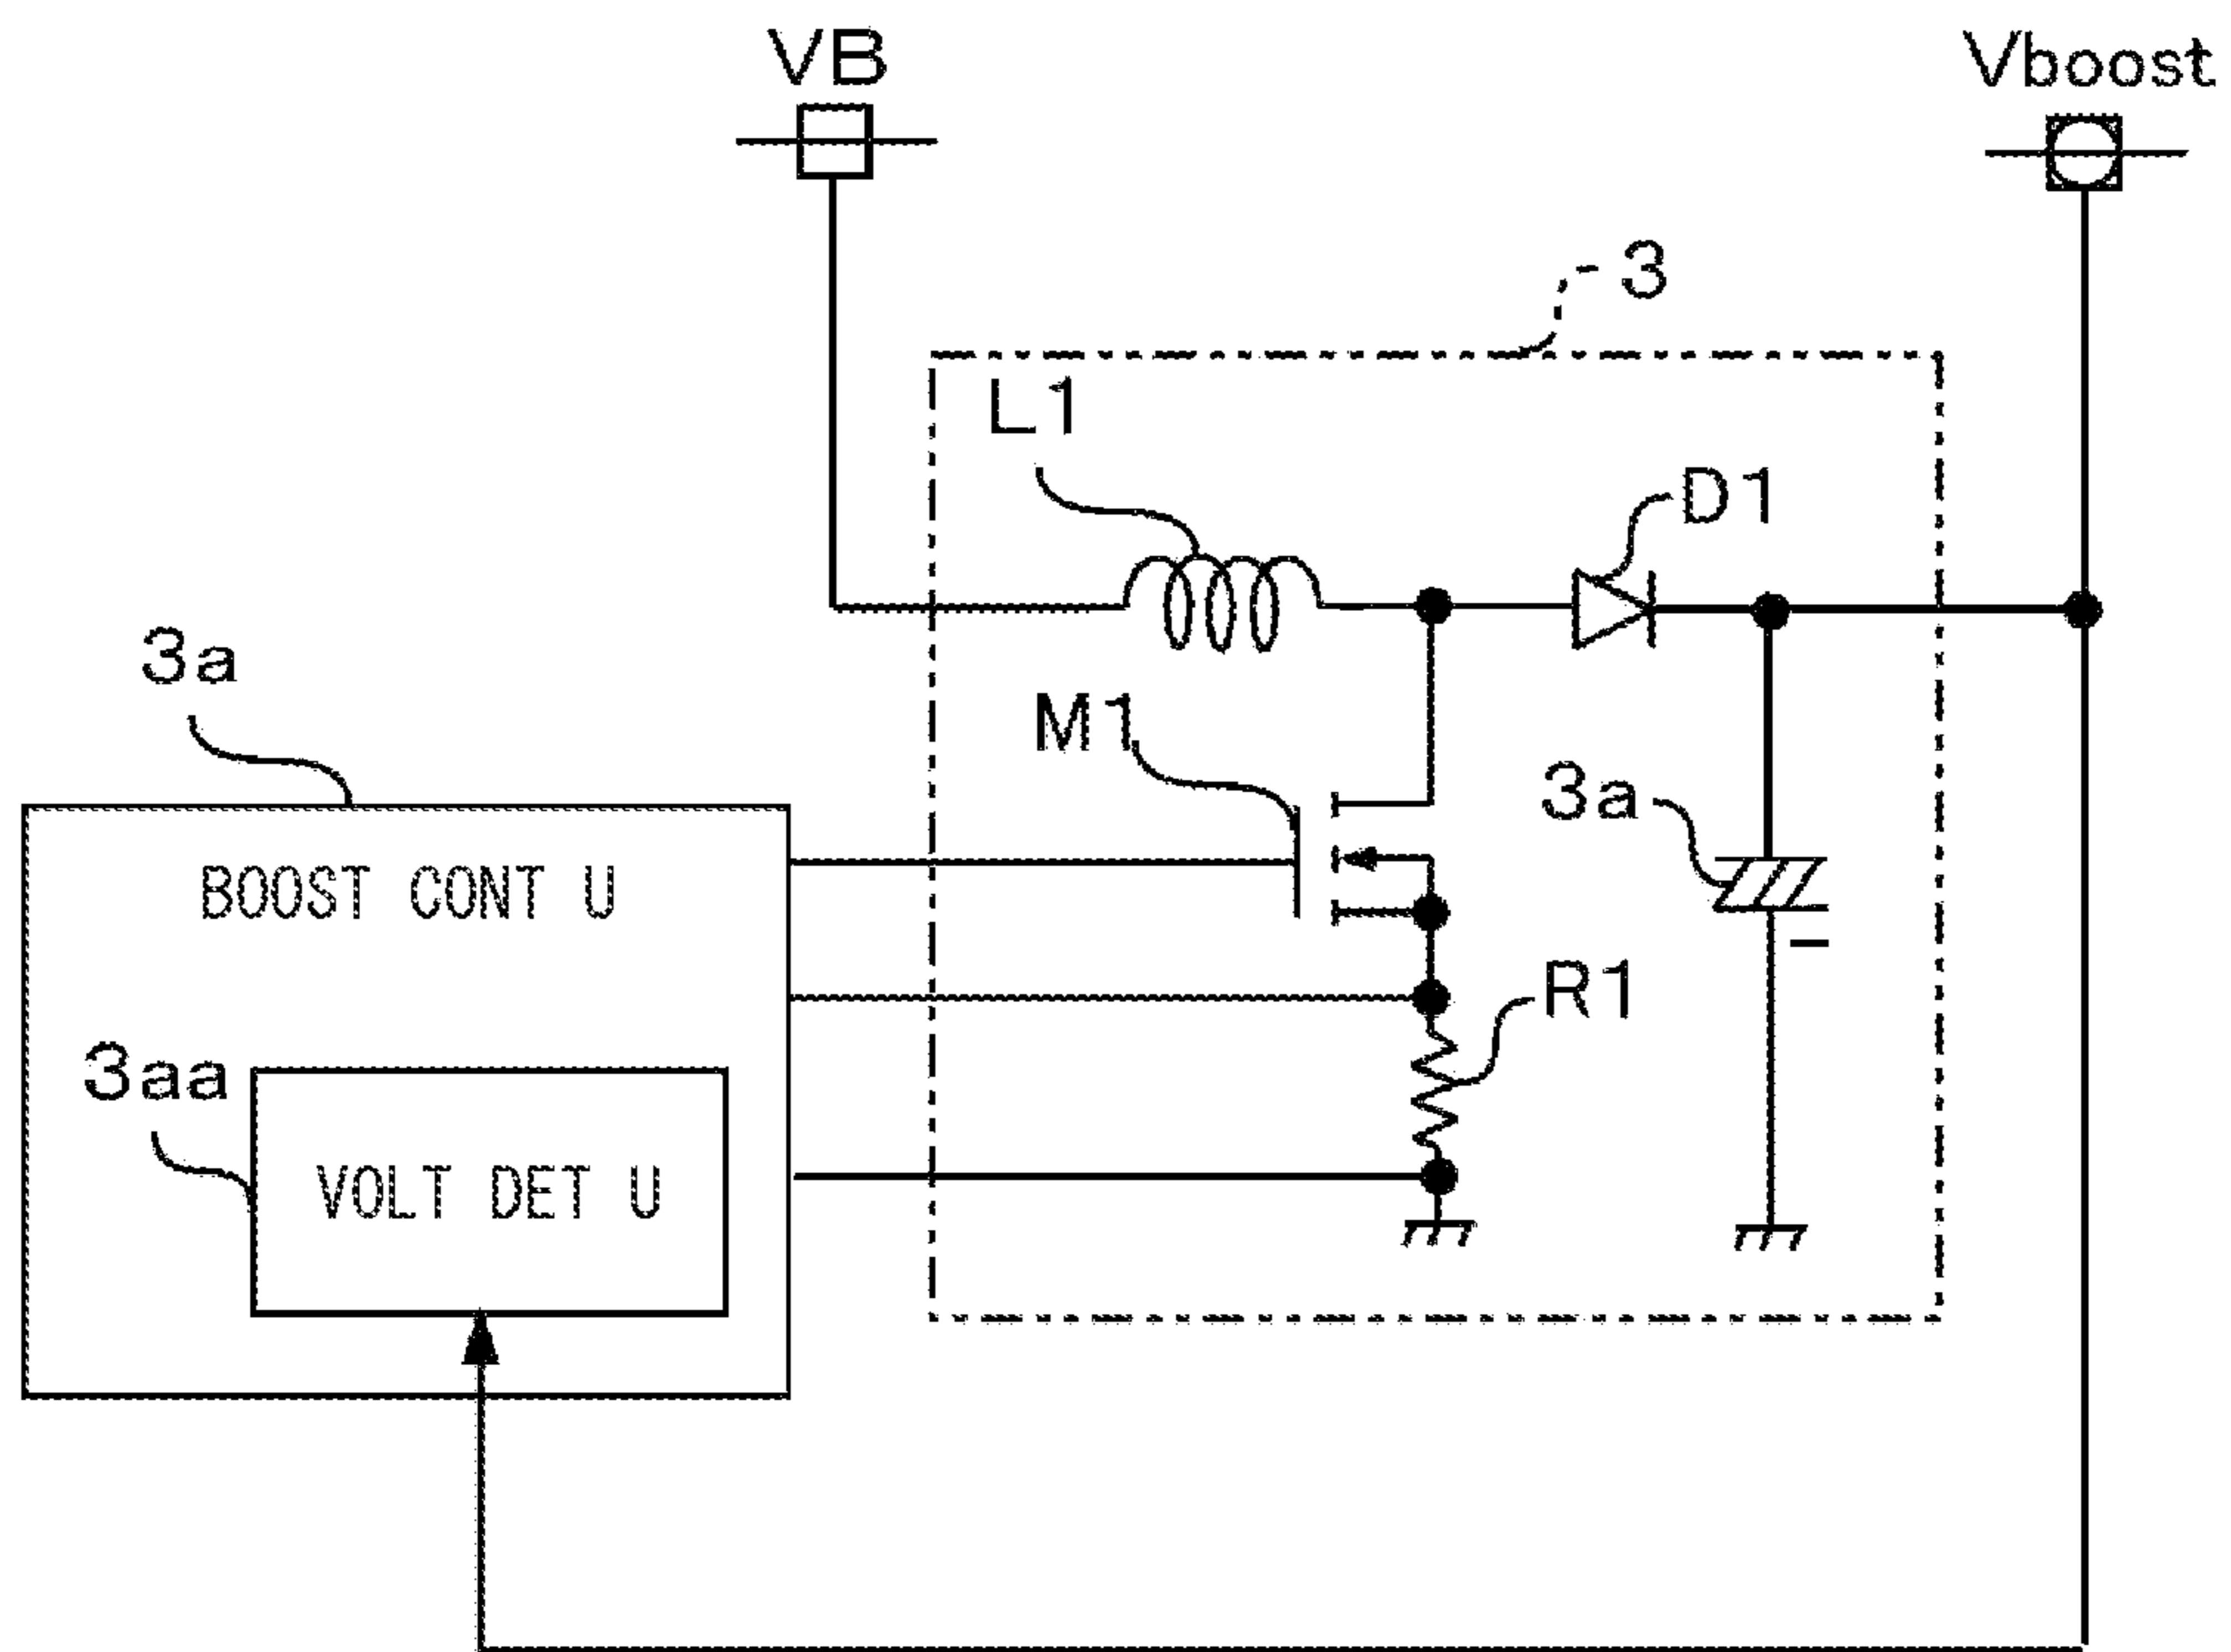 VB
Vboost
3
L1
D1
3a
M1
3a
BOOST CONT U
R1
3aa
VOLT DET U